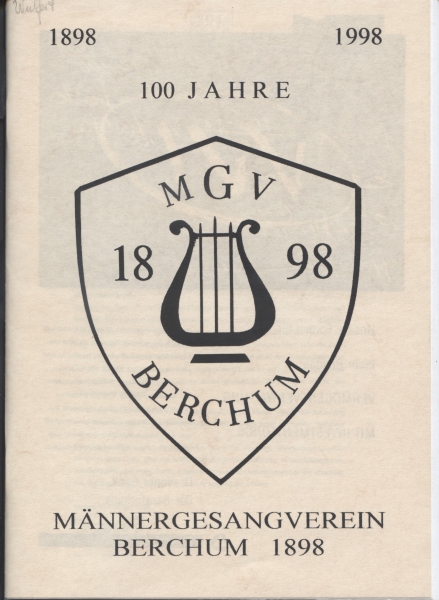 1898 1998
100 JAHRE
MGV
18 98
BERCHUM
MÄNNERGESANGVEREIN
BERCHUM 1898